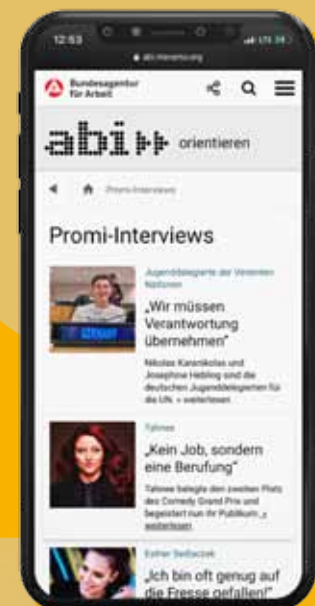 12:53
Bundesagentur
für Arbeit
abi
orientieren
Promi-Interviews
Promi-Interviews
Jugenddelegierte der Vereinten
Nationen
„Wir müssen
Verantwortung
übernehmen“
Nikolas Karanikolas und
Josephine Hebling sind die
deutschen Jugenddelegierten für
die UN. » weiterlesen
GERMANY
Tahnee
„Kein Job, sondern
eine Berufung“
Tahnee belegte den zweiten Platz
des Comedy Grand Prix und
begeistert nun ihr Publikum. »
weiterlesen
Esther Sedlaczek
„Ich bin oft genug auf
die Fresse gefallen!“